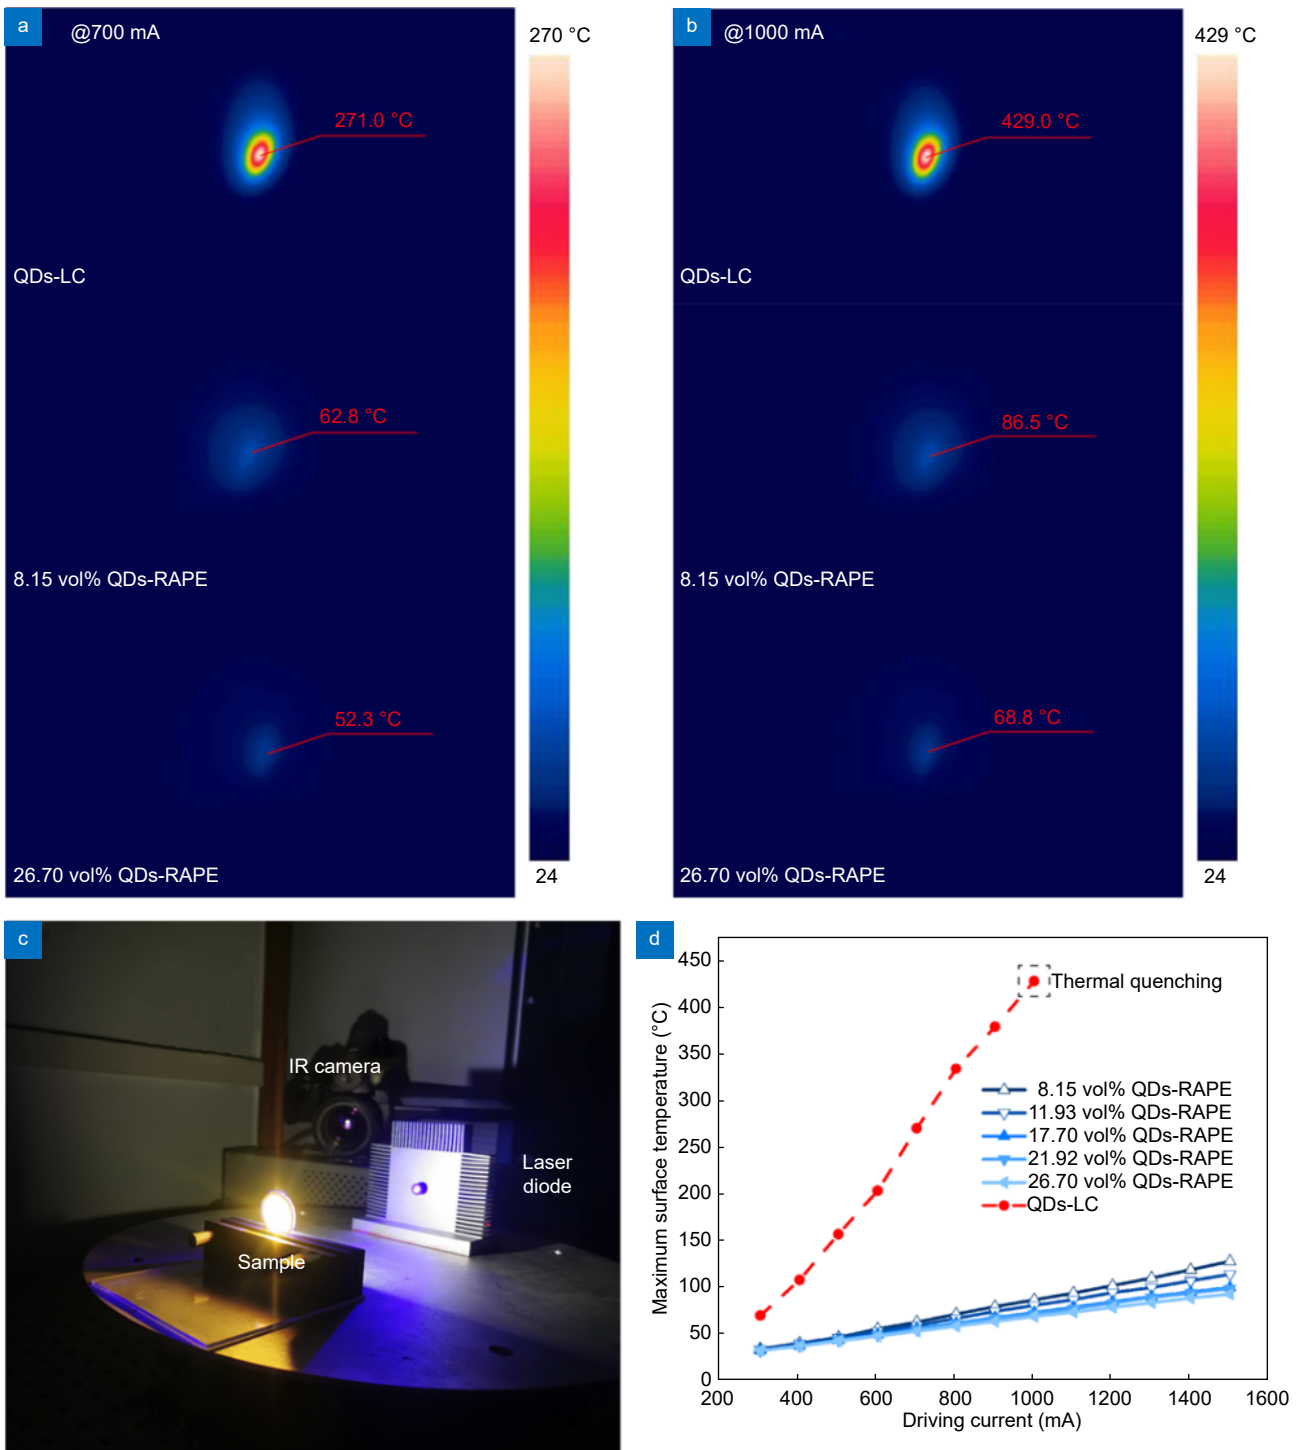 a
@700 mA
270 °C
271.0 °C
QDs-LC
62.8 °C
8.15 vol% QDs-RAPE
52.3 °C
26.70 vol% QDs-RAPE
24
b
@1000 mA
429 °C
429.0 °C
QDs-LC
86.5 °C
8.15 vol% QDs-RAPE
68.8 °C
26.70 vol% QDs-RAPE
24
c
IR camera
Laser
diode
Sample
d
Maximum surface temperature (°C)
450
400
350
300
250
200
150
100
50
0
Thermal quenching
8.15 vol% QDs-RAPE
11.93 vol% QDs-RAPE
17.70 vol% QDs-RAPE
21.92 vol% QDs-RAPE
26.70 vol% QDs-RAPE
QDs-LC
200 400 600 800 1000 1200 1400 1600
Driving current (mA)